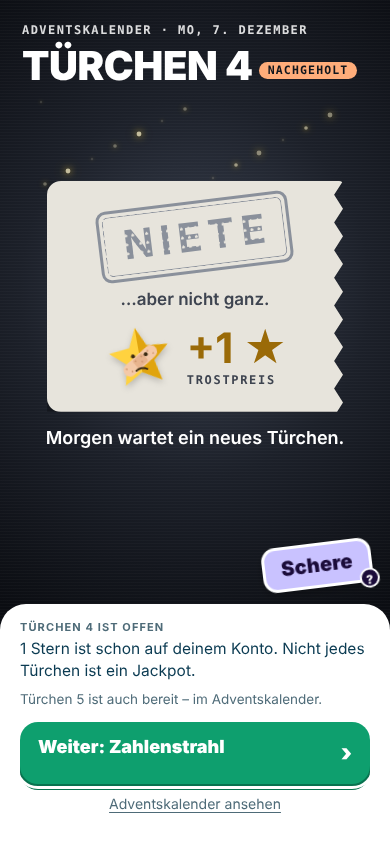 ADVENTSKALENDER · MO, 7. DEZEMBER
TÜRCHEN 4 NACHGEHOLT
NIETE
...aber nicht ganz.
+1 ★
TROSTPREIS
Morgen wartet ein neues Türchen.
Schere
?
TÜRCHEN 4 IST OFFEN
1 Stern ist schon auf deinem Konto. Nicht jedes
Türchen ist ein Jackpot.
Türchen 5 ist auch bereit – im Adventskalender.
Weiter: Zahlenstrahl ›
Adventskalender ansehen